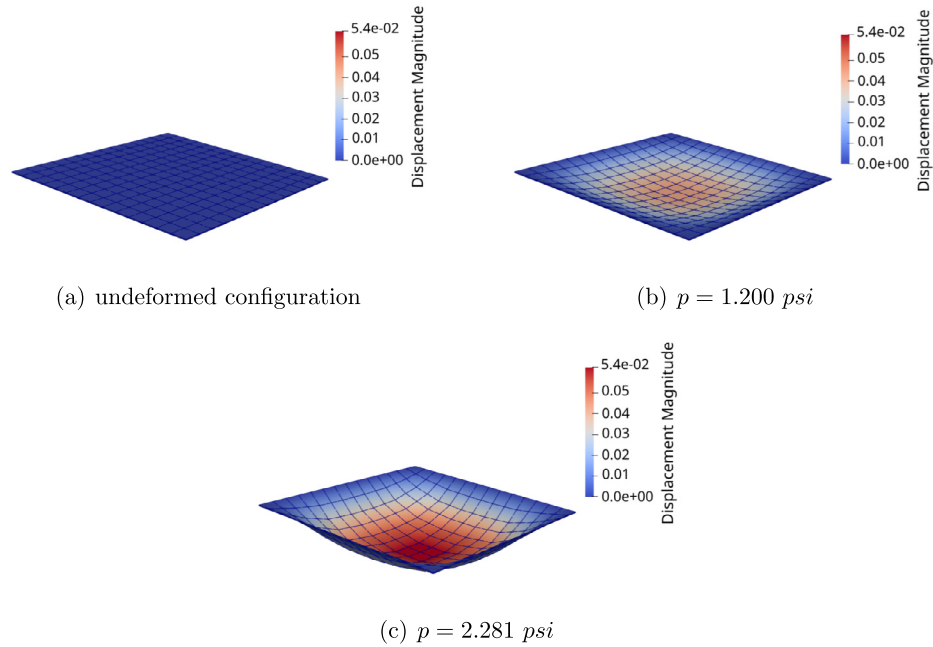 5.4e-02
0.05
0.04
0.03
0.02
0.01
0.0e+00
Displacement Magnitude
5.4e-02
0.05
0.04
0.03
0.02
0.01
0.0e+00
Displacement Magnitude
(a) undeformed configuration
(b) p = 1.200 psi
5.4e-02
0.05
0.04
0.03
0.02
0.01
0.0e+00
Displacement Magnitude
(c) p = 2.281 psi